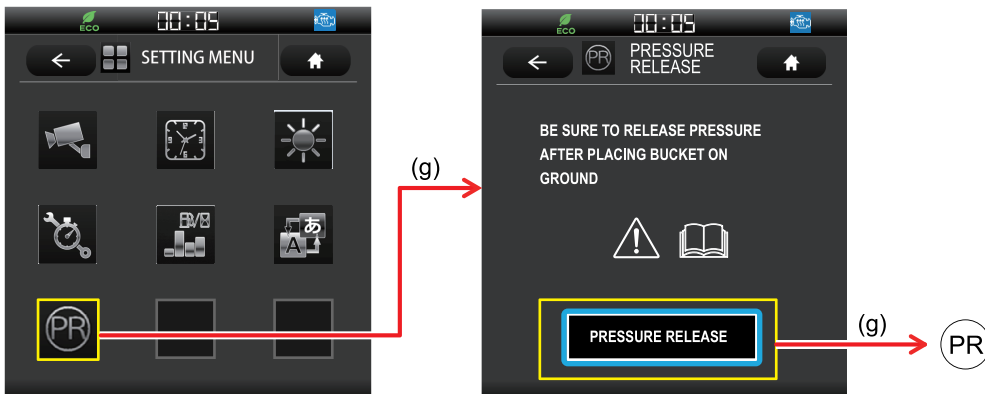 ECO 00:05
SETTING MENU
あ
A
PR
(g)
ECO 00:05
PR PRESSURE
RELEASE
BE SURE TO RELEASE PRESSURE
AFTER PLACING BUCKET ON
GROUND
PRESSURE RELEASE
(g)
PR